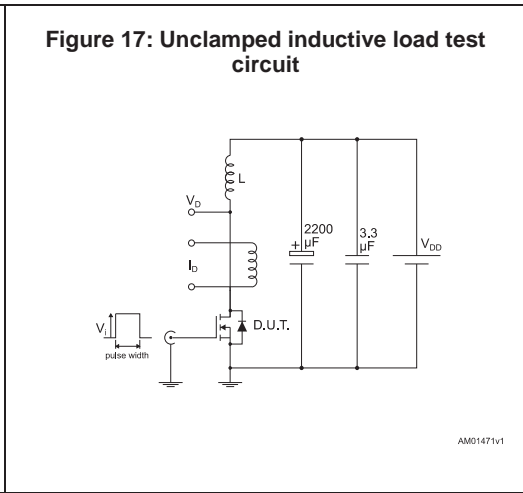 Figure 17: Unclamped inductive load test
circuit
L
VD
2200
µF
+
3.3
µF
VDD
ID
Vi
D.U.T.
pulse width
AM01471v1